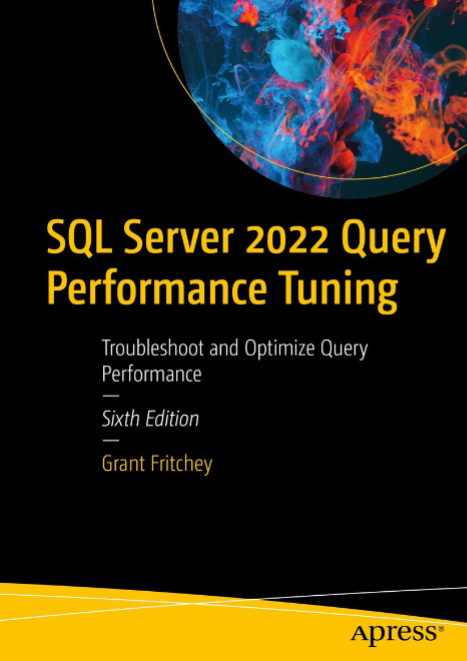 SQL Server 2022 Query
Performance Tuning
Troubleshoot and Optimize Query
Performance
—
Sixth Edition
—
Grant Fritchey
Apress®